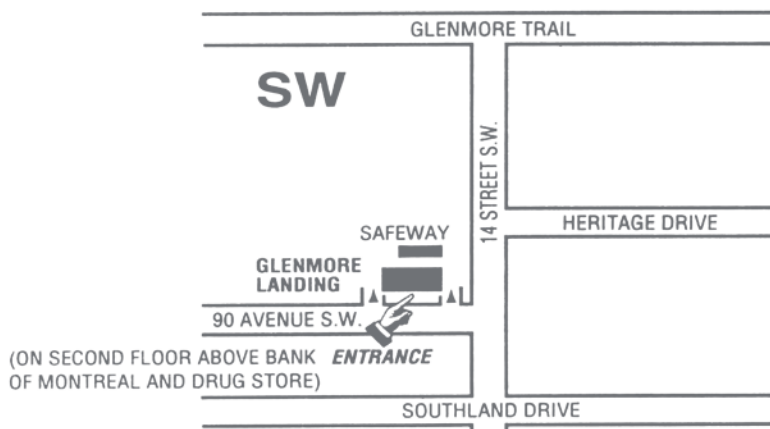 GLENMORE TRAIL
SW
14 STREET S.W.
HERITAGE DRIVE
SAFEWAY
GLENMORE
LANDING
90 AVENUE S.W.
(ON SECOND FLOOR ABOVE BANK
OF MONTREAL AND DRUG STORE)
ENTRANCE
SOUTHLAND DRIVE